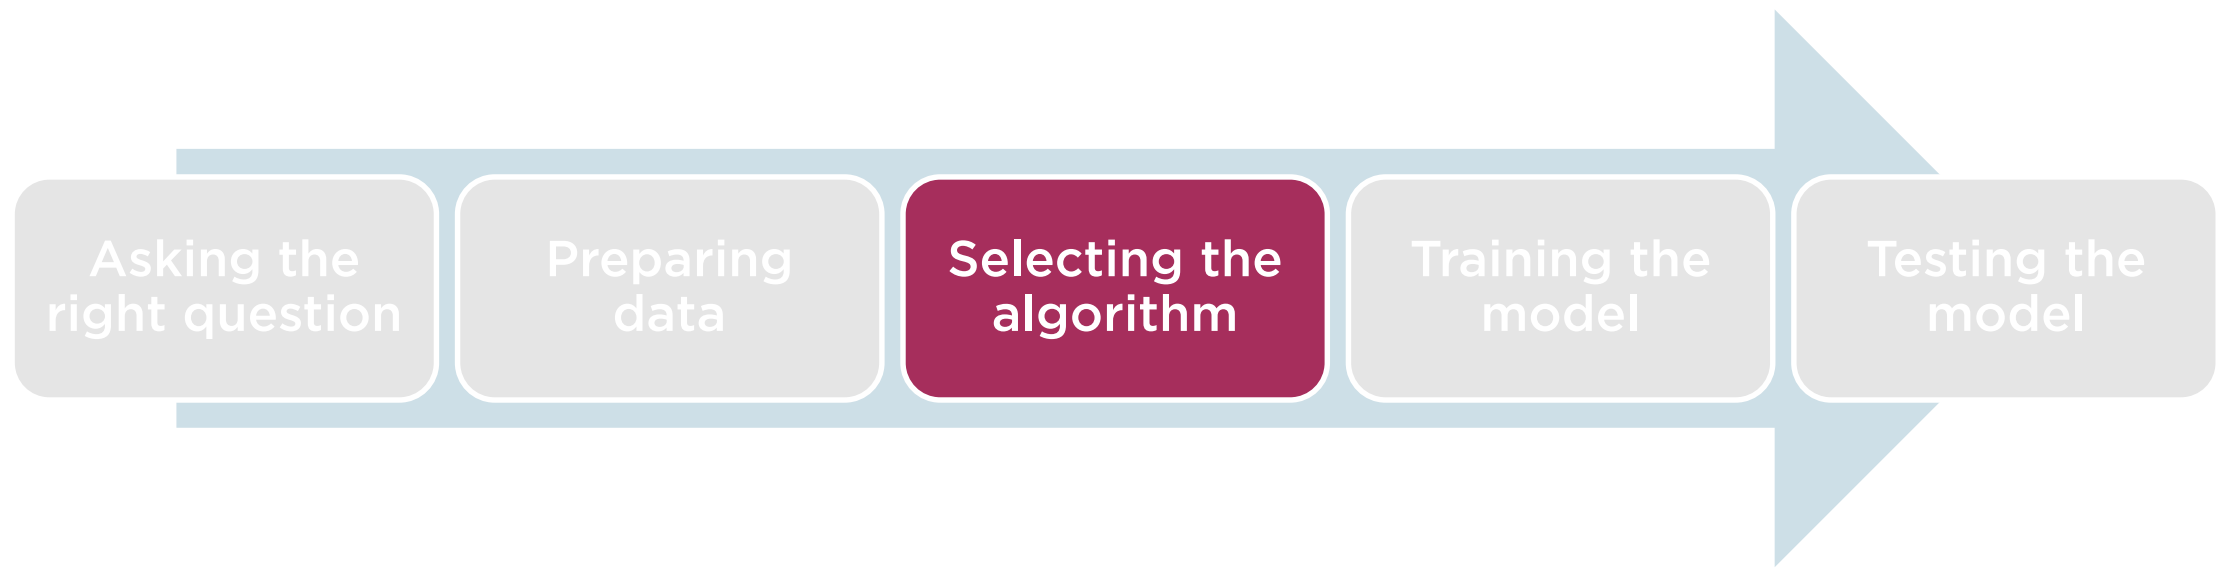 Asking the
right question
Preparing
data
Selecting the
algorithm
Training the
model
Testing the
model